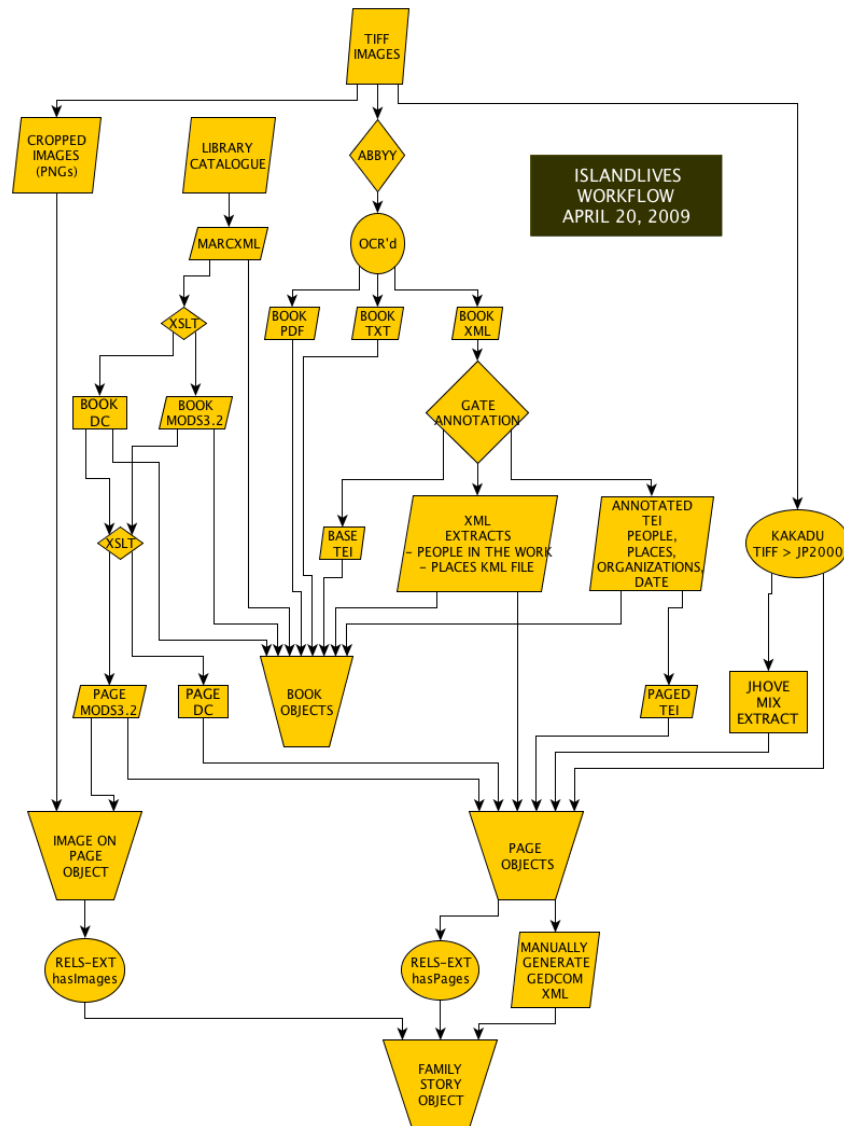 TIFF
IMAGES
CROPPED
IMAGES
(PNGs)
LIBRARY
CATALOGUE
ABBYY
ISLANDLIVES
WORKFLOW
APRIL 20, 2009
MARCXML
OCR'd
XSLT
BOOK
PDF
BOOK
TXT
BOOK
XML
BOOK
DC
BOOK
MODS3.2
GATE
ANNOTATION
XSLT
BASE
TEI
XML
EXTRACTS
- PEOPLE IN THE WORK
- PLACES KML FILE
ANNOTATED
TEI
PEOPLE,
PLACES,
ORGANIZATIONS,
DATE
KAKADU
TIFF > JP2000
PAGE
MODS3.2
PAGE
DC
BOOK
OBJECTS
PAGED
TEI
JHOVE
MIX
EXTRACT
IMAGE ON
PAGE
OBJECT
PAGE
OBJECTS
RELS-EXT
hasImages
RELS-EXT
hasPages
MANUALLY
GENERATE
GEDCOM
XML
FAMILY
STORY
OBJECT